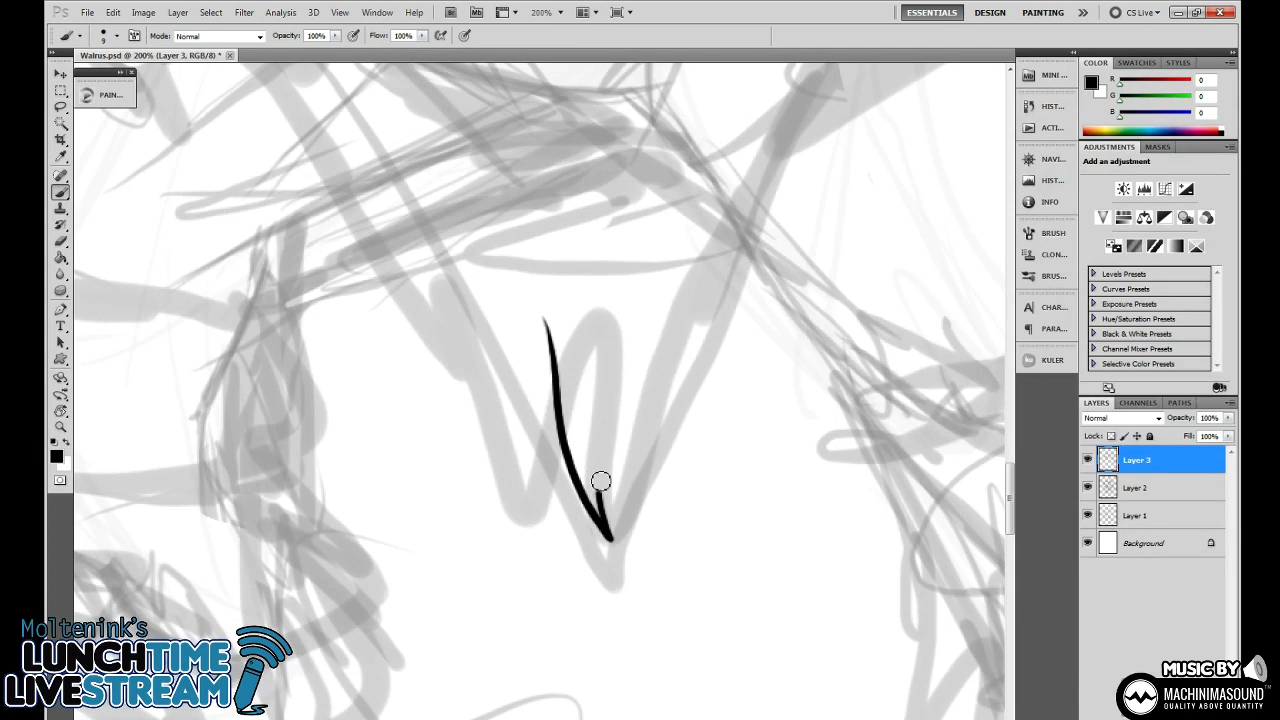 Ps File Edit Image Layer Select Filter Analysis 3D View Window Help Br Mb 200% ESSENTIALS DESIGN PAINTING CS Live
9 Mode: Normal Opacity: 100% Flow: 100%
Walrus.psd @ 200% (Layer 3, RGB/8) *
PAIN...
Mb MINI ...
HIST...
ACTI...
NAVI...
HIST...
INFO
BRUSH
CLON...
BRUS...
CHAR...
PARA...
KULER
COLOR SWATCHES STYLES
R 0
G 0
B 0
ADJUSTMENTS MASKS
Add an adjustment
Levels Presets
Curves Presets
Exposure Presets
Hue/Saturation Presets
Black & White Presets
Channel Mixer Presets
Selective Color Presets
LAYERS CHANNELS PATHS
Normal Opacity: 100%
Lock: Fill: 100%
Layer 3
Layer 2
Layer 1
Background
Moltenink's
LUNCHTIME
LIVESTREAM
MUSIC BY
MACHINIMASOUND™
QUALITY ABOVE QUANTITY